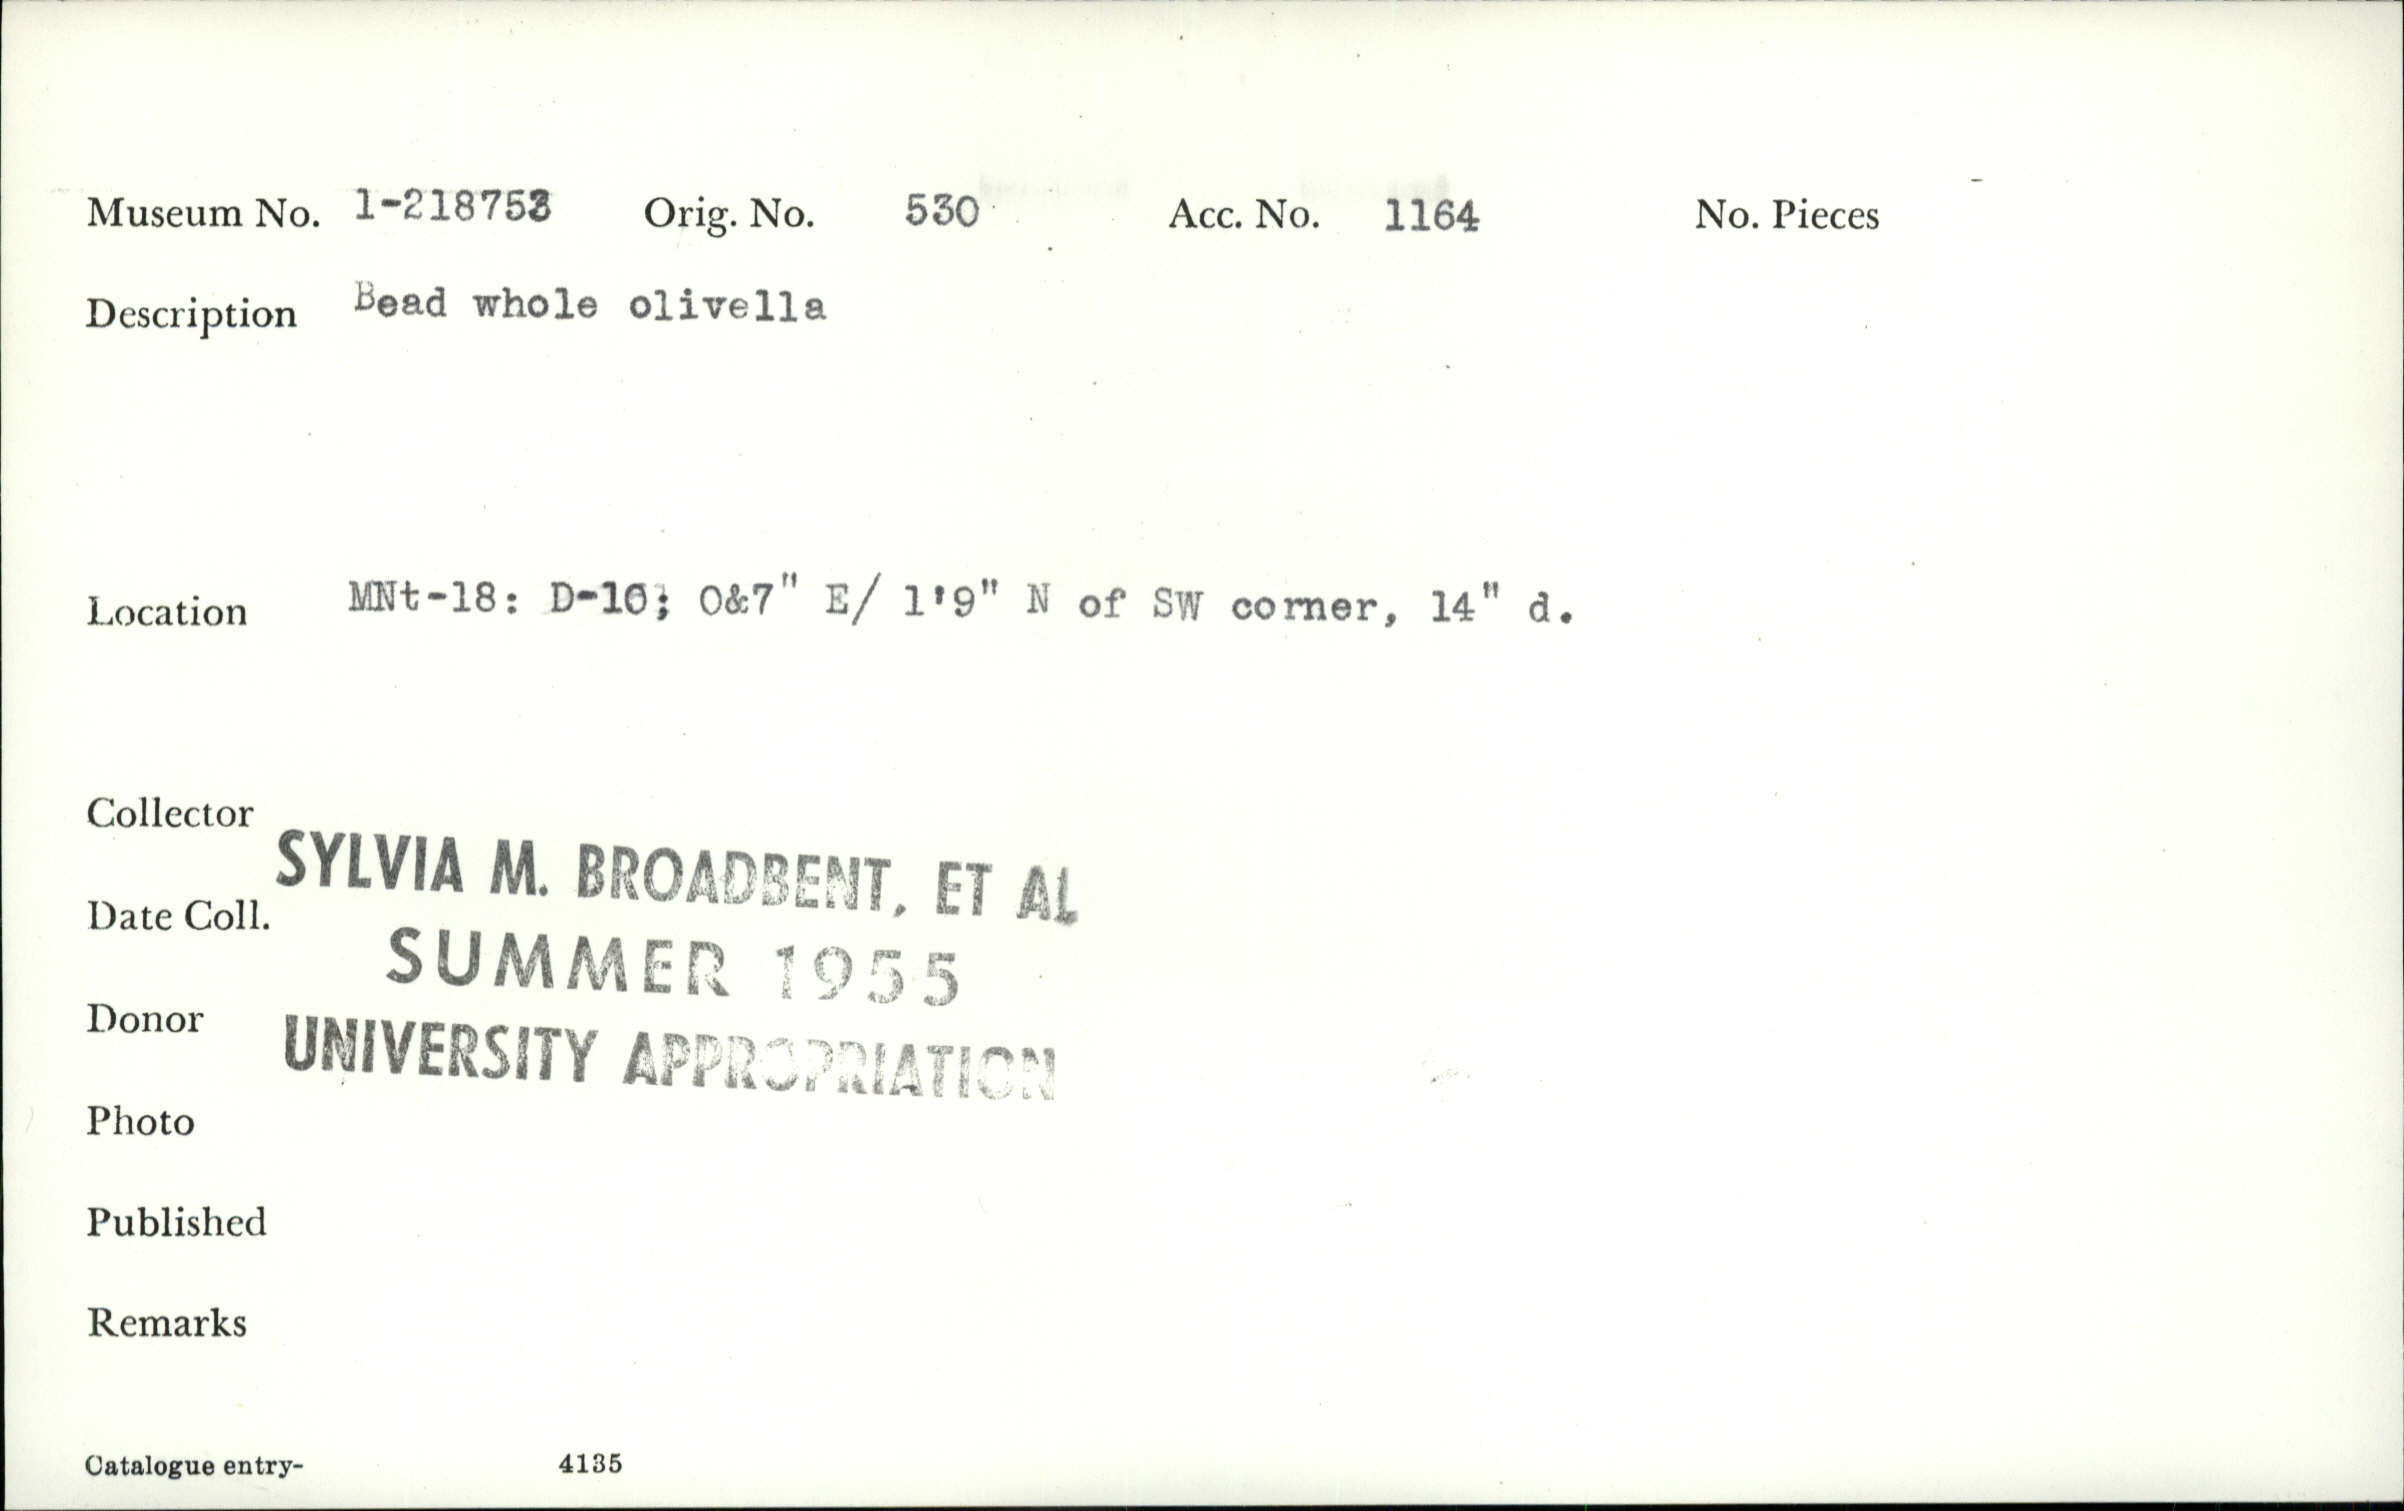 Museum No. 1-218753 Orig. No. 530 Acc. No. 1164 No. Pieces
Description Bead whole olivella
Location MNt-18: D-10; O&7" E/ 1'9" N of SW corner, 14" d.
Collector
SYLVIA M. BROADBENT, ET AL
Date Coll.
SUMMER 1955
Donor
UNIVERSITY APPROPRIATION
Photo
Published
Remarks
Catalogue entry- 4135